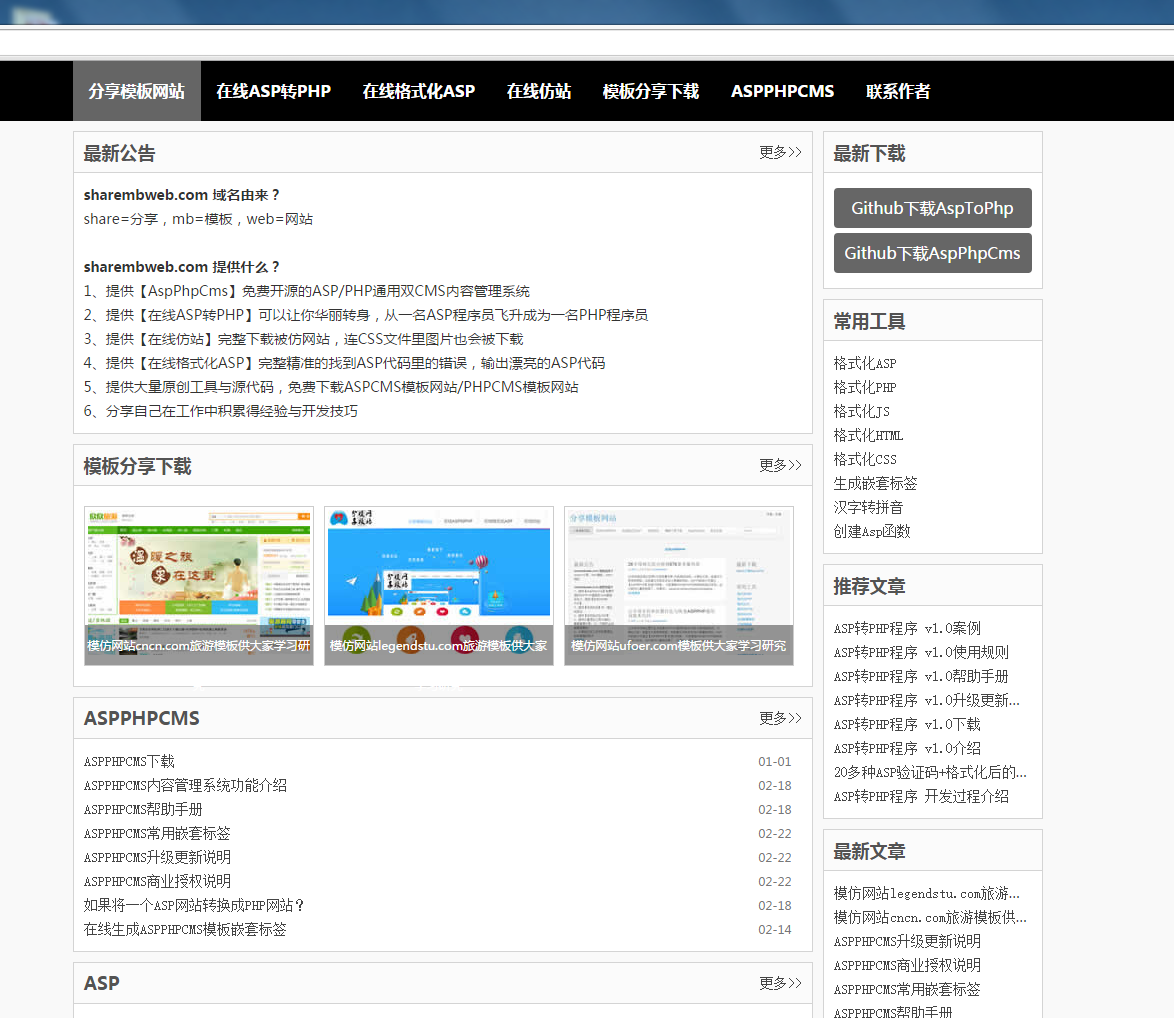 分享模板网站 在线ASP转PHP 在线格式化ASP 在线仿站 模板分享下载 ASPPHPCMS 联系作者
最新公告 更多>>
sharembweb.com 域名由来？
share=分享，mb=模板，web=网站
sharembweb.com 提供什么？
1、提供【AspPhpCms】免费开源的ASP/PHP通用双CMS内容管理系统
2、提供【在线ASP转PHP】可以让你华丽转身，从一名ASP程序员飞升成为一名PHP程序员
3、提供【在线仿站】完整下载被仿网站，连CSS文件里图片也会被下载
4、提供【在线格式化ASP】完整精准的找到ASP代码里的错误，输出漂亮的ASP代码
5、提供大量原创工具与源代码，免费下载ASPCMS模板网站/PHPCMS模板网站
6、分享自己在工作中积累得经验与开发技巧
模板分享下载 更多>>
温暖之旅
来在这里
分享模板网站
模仿网站cncn.com旅游模板供大家学习研
模仿网站legendstu.com旅游模板供大家
模仿网站ufoer.com模板供大家学习研究
ASPPHPCMS 更多>>
ASPPHPCMS下载 01-01
ASPPHPCMS内容管理系统功能介绍 02-18
ASPPHPCMS帮助手册 02-18
ASPPHPCMS常用嵌套标签 02-22
ASPPHPCMS升级更新说明 02-22
ASPPHPCMS商业授权说明 02-22
如果将一个ASP网站转换成PHP网站？ 02-18
在线生成ASPPHPCMS模板嵌套标签 02-14
ASP 更多>>
最新下载
Github下载AspToPhp
Github下载AspPhpCms
常用工具
格式化ASP
格式化PHP
格式化JS
格式化HTML
格式化CSS
生成嵌套标签
汉字转拼音
创建Asp函数
推荐文章
ASP转PHP程序 v1.0案例
ASP转PHP程序 v1.0使用规则
ASP转PHP程序 v1.0帮助手册
ASP转PHP程序 v1.0升级更新...
ASP转PHP程序 v1.0下载
ASP转PHP程序 v1.0介绍
20多种ASP验证码+格式化后的...
ASP转PHP程序 开发过程介绍
最新文章
模仿网站legendstu.com旅游...
模仿网站cncn.com旅游模板供...
ASPPHPCMS升级更新说明
ASPPHPCMS商业授权说明
ASPPHPCMS常用嵌套标签
ASPPHPCMS帮助手册